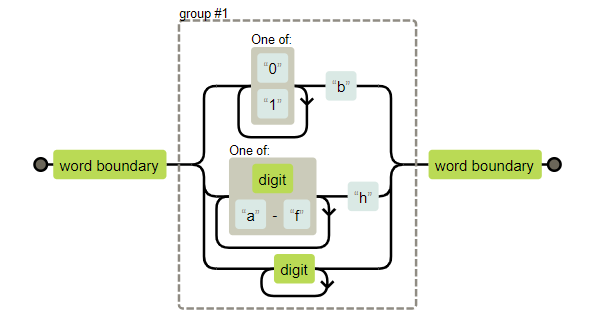 group #1
One of:
“0”
“1”
“b”
One of:
digit
“a” - “f”
“h”
word boundary
word boundary
digit